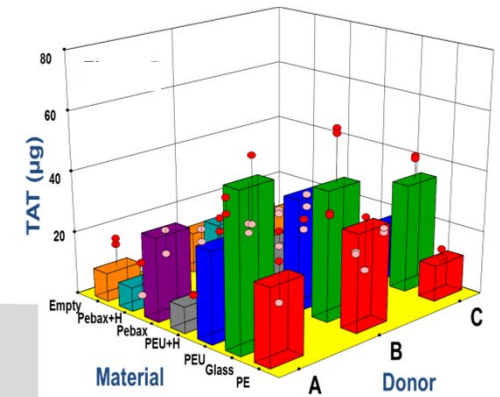 80
60
40
20
TAT (µg)
Empty
Pebax+H
Pebax
PEU+H
PEU
Glass
PE
Material
A
B
C
Donor